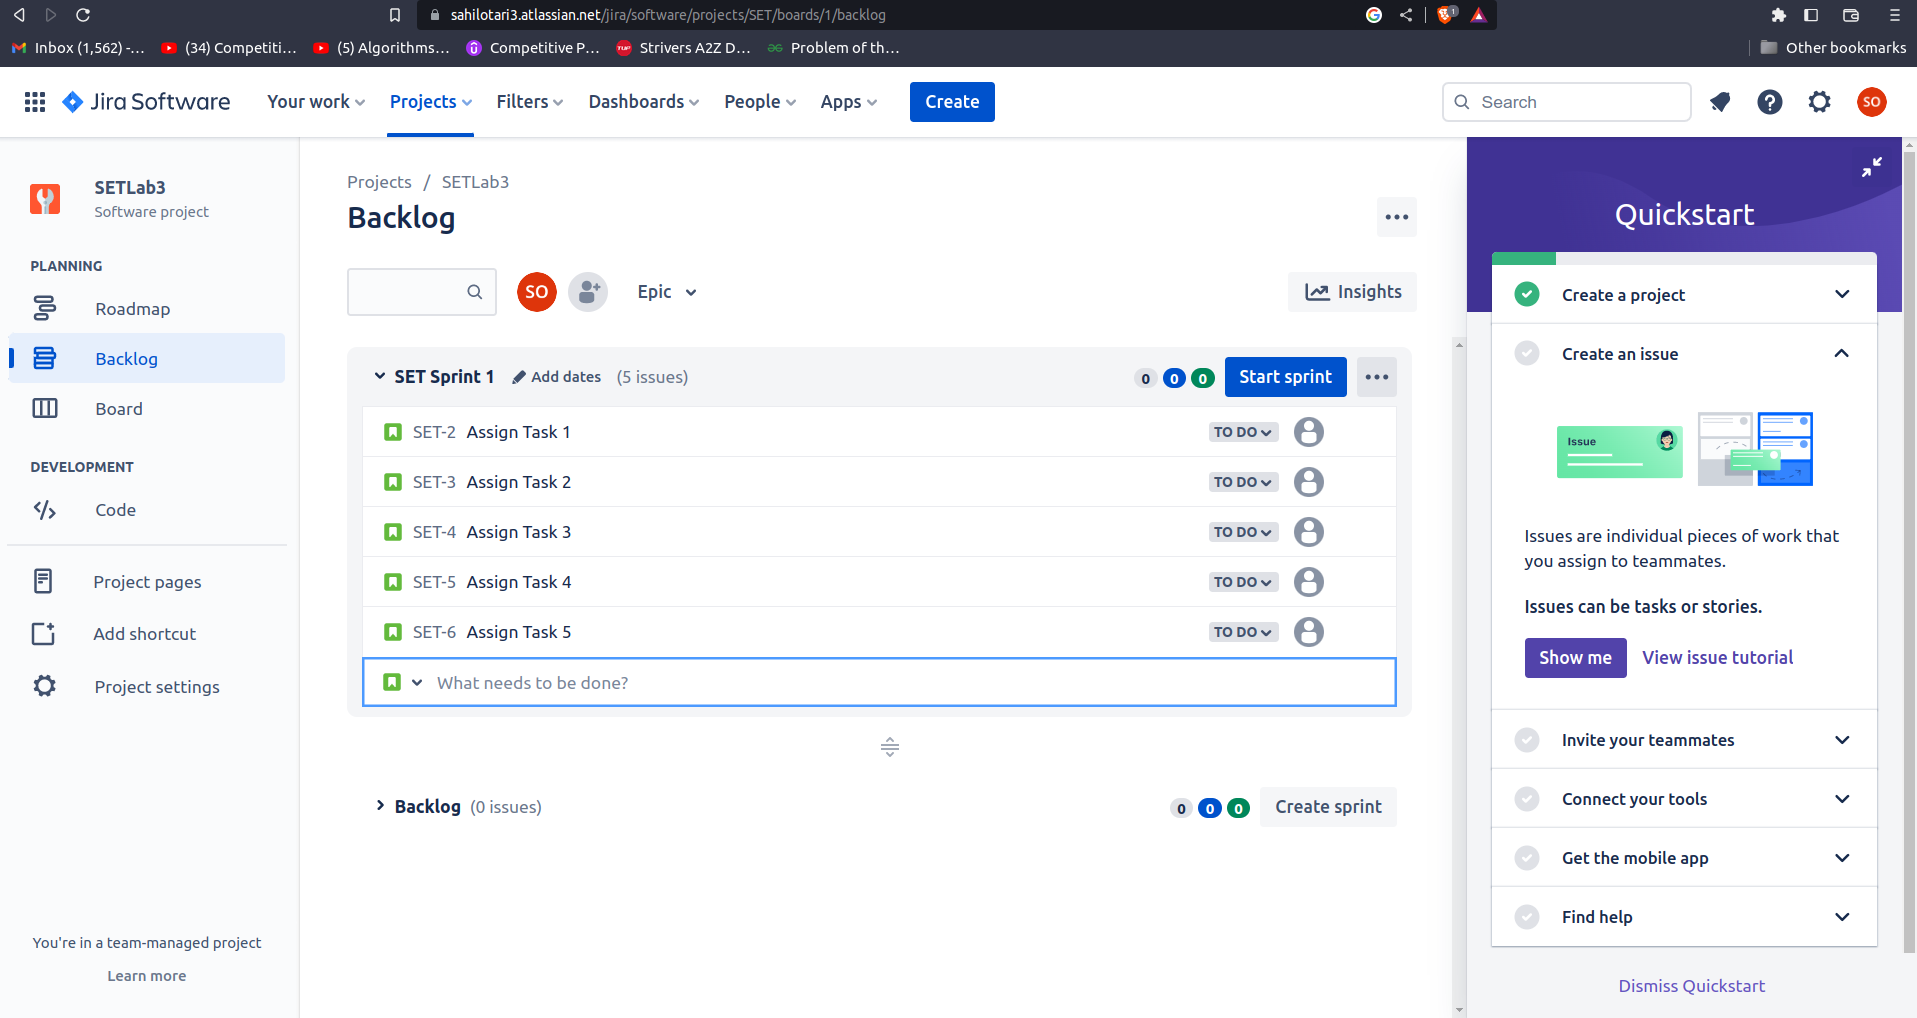 sahilotari3.atlassian.net/jira/software/projects/SET/boards/1/backlog
1
Inbox (1,562) -...
(34) Competiti...
(5) Algorithms...
Competitive P...
TUF
Strivers A2Z D...
Problem of th...
Other bookmarks
Jira Software
Your work
Projects
Filters
Dashboards
People
Apps
Create
Search
SO
SETLab3
Software project
PLANNING
Roadmap
Backlog
Board
DEVELOPMENT
Code
Project pages
Add shortcut
Project settings
You're in a team-managed project
Learn more
Projects / SETLab3
Backlog
SO
Epic
Insights
SET Sprint 1
Add dates
(5 issues)
0 0 0
Start sprint
SET-2 Assign Task 1 TO DO
SET-3 Assign Task 2 TO DO
SET-4 Assign Task 3 TO DO
SET-5 Assign Task 4 TO DO
SET-6 Assign Task 5 TO DO
What needs to be done?
Backlog (0 issues)
0 0 0
Create sprint
Quickstart
Create a project
Create an issue
Issue
Issues are individual pieces of work that
you assign to teammates.
Issues can be tasks or stories.
Show me
View issue tutorial
Invite your teammates
Connect your tools
Get the mobile app
Find help
Dismiss Quickstart